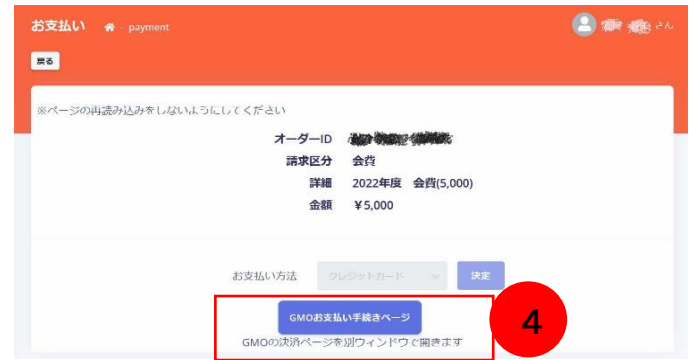 お支払い - payment
さん
戻る
※ページの再読み込みをしないようにしてください
オーダーID
請求区分 会費
詳細 2022年度 会費(5,000)
金額 ¥5,000
お支払い方法 クレジットカード 決定
GMOお支払い手続きページ
GMOの決済ページを別ウィンドウで開きます
4